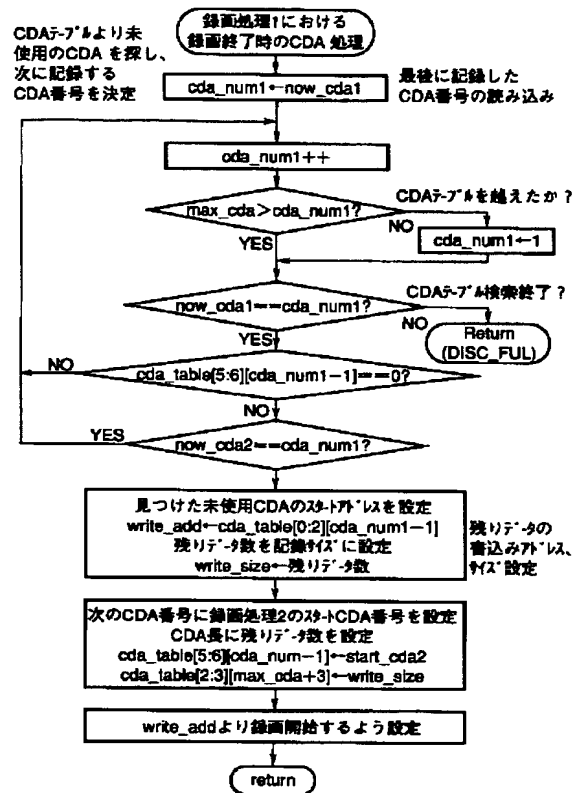 録画処理1における
録画終了時のCDA 処理
CDAﾃｰﾌﾞﾙより未
使用のCDA を探し、
次に記録する
CDA番号を決定
cda_num1←now_cda1
最後に記録した
CDA番号の読み込み
cda_num1++
max_cda>cda_num1?
CDAﾃｰﾌﾞﾙを越えたか？
NO
YES
cda_num1←1
now_cda1==cda_num1?
CDAﾃｰﾌﾞﾙ検索終了？
NO
YES
Return
(DISC_FUL)
NO
cda_table[5:6][cda_num1−1]==0?
NO
YES
now_cda2==cda_num1?
見つけた未使用CDAのｽﾀｰﾄｱﾄﾞﾚｽを設定
write_add←cda_table[0:2][cda_num1−1]
残りﾃﾞｰﾀ数を記録ｻｲｽﾞに設定
write_size←残りﾃﾞｰﾀ数
残りﾃﾞｰﾀの
書込みｱﾄﾞﾚｽ、
ｻｲｽﾞ設定
次のCDA番号に録画処理2のｽﾀｰﾄCDA番号を設定
CDA長に残りﾃﾞｰﾀ数を設定
cda_table[5:6][cda_num−1]←start_cda2
cda_table[2:3][max_cda+3]←write_size
write_addより録画開始するよう設定
return